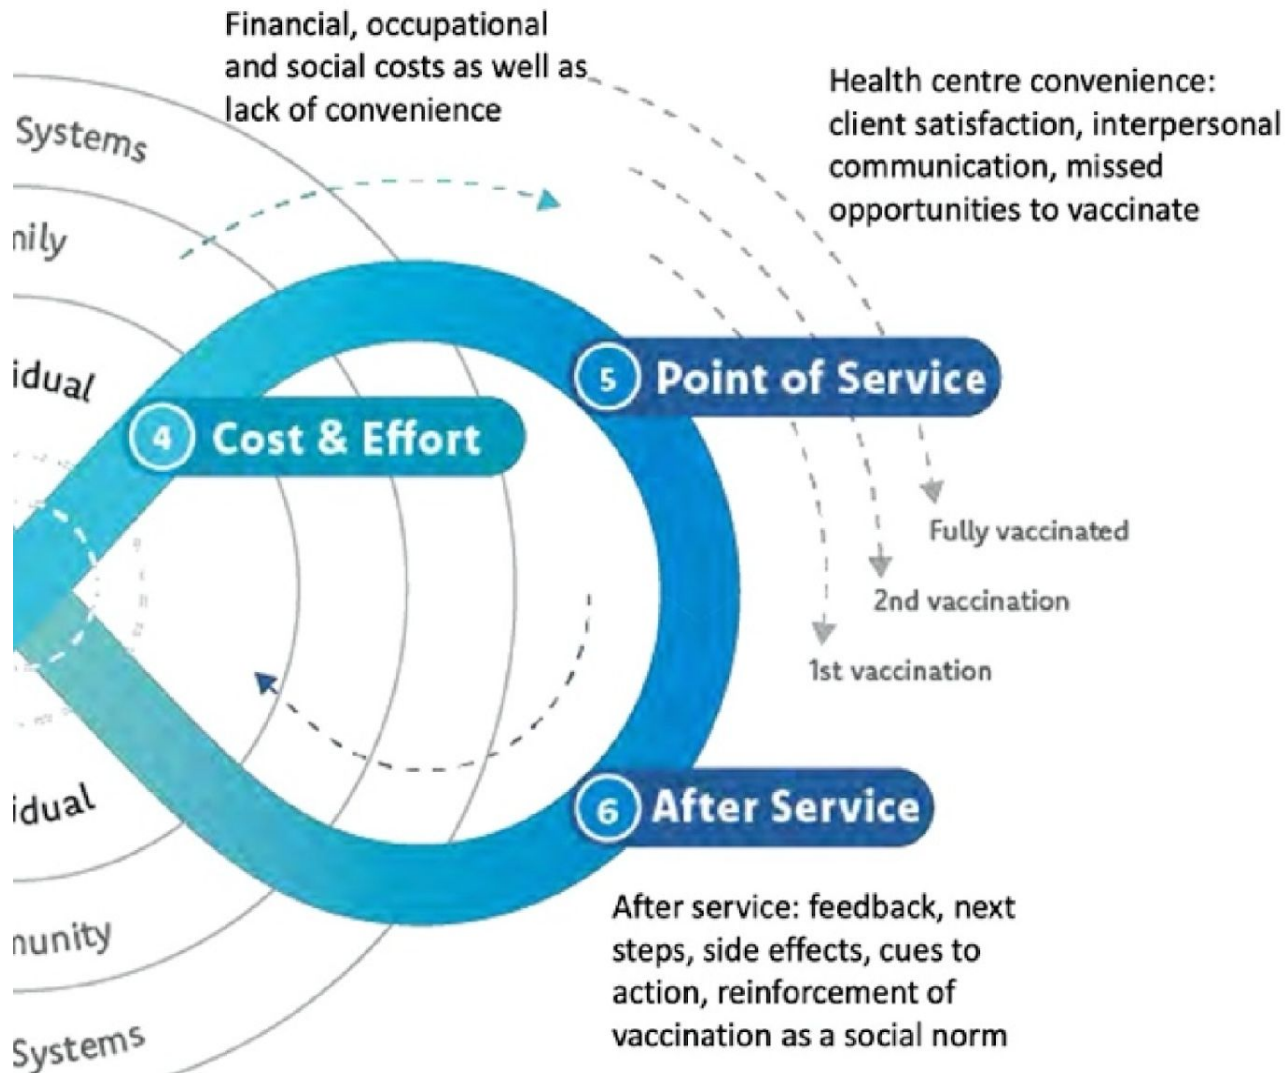 Financial, occupational
and social costs as well as
lack of convenience
Health centre convenience:
client satisfaction, interpersonal
communication, missed
opportunities to vaccinate
Systems
nily
idual
5 Point of Service
4 Cost & Effort
Fully vaccinated
2nd vaccination
1st vaccination
idual
6 After Service
munity
Systems
After service: feedback, next
steps, side effects, cues to
action, reinforcement of
vaccination as a social norm